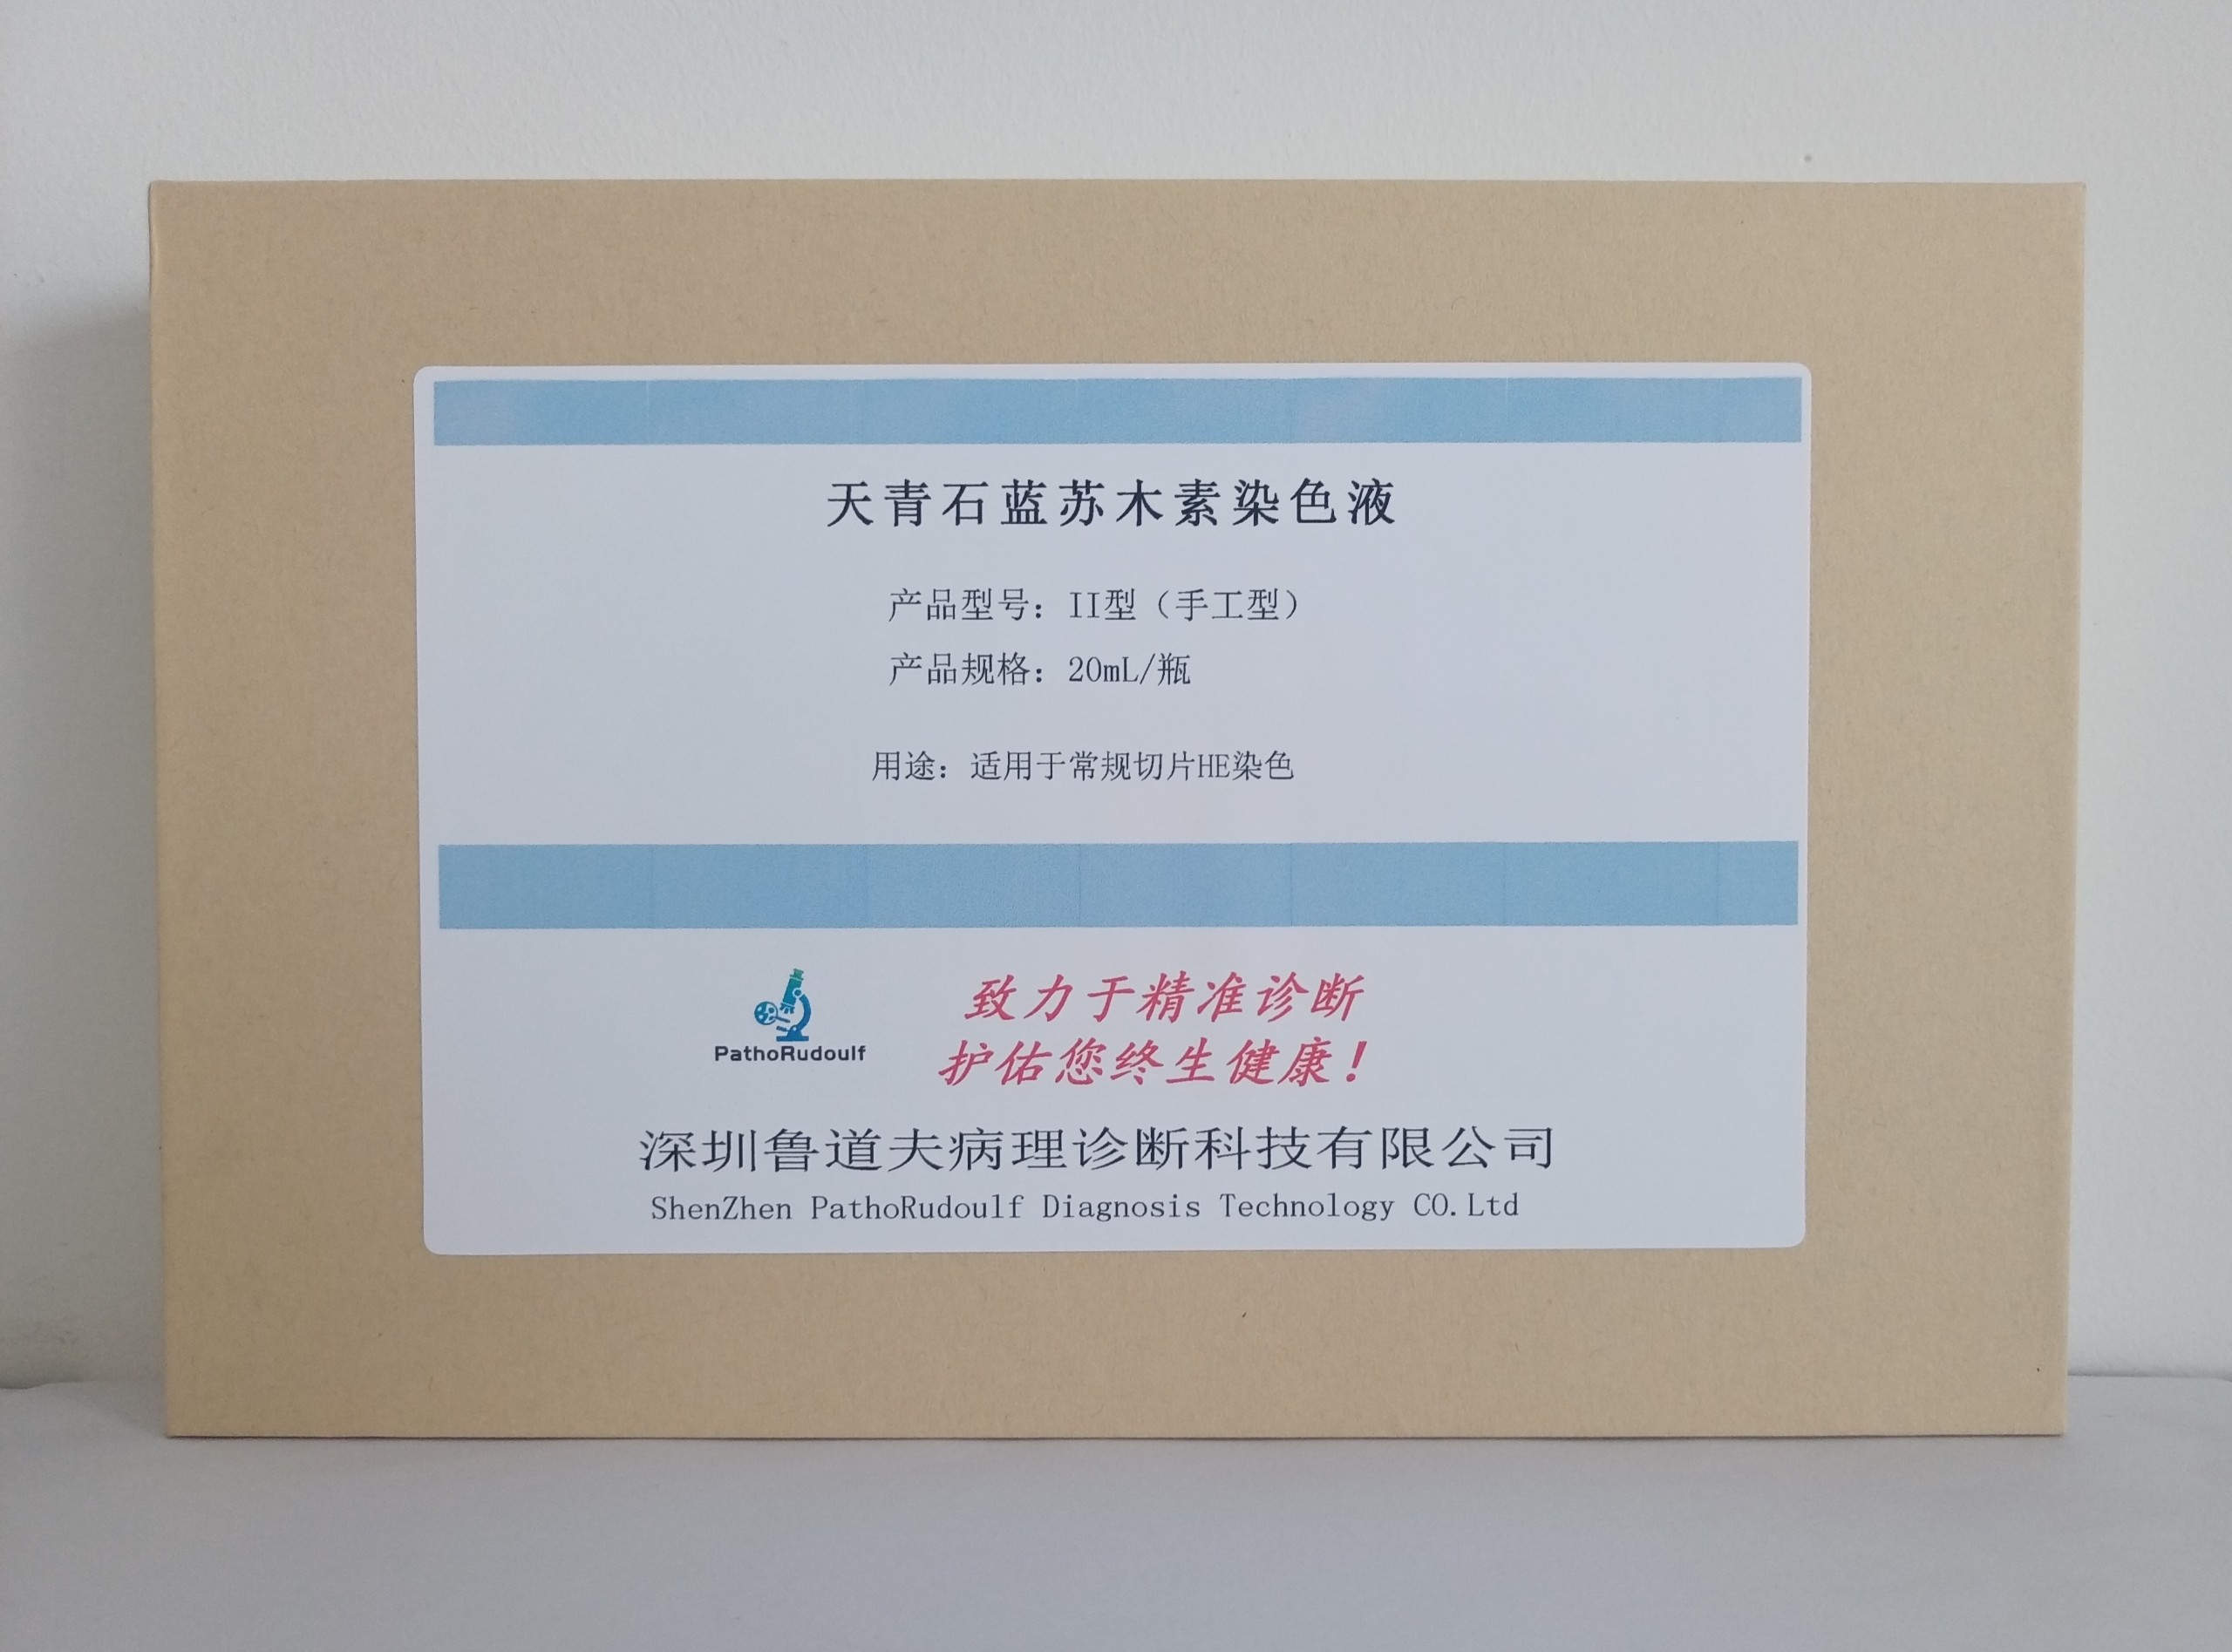 天青石蓝苏木素染色液
产品型号：II型（手工型）
产品规格：20mL/瓶
用途：适用于常规切片HE染色
PathoRudoulf
致力于精准诊断
护佑您终生健康！
深圳鲁道夫病理诊断科技有限公司
ShenZhen PathoRudoulf Diagnosis Technology CO.Ltd